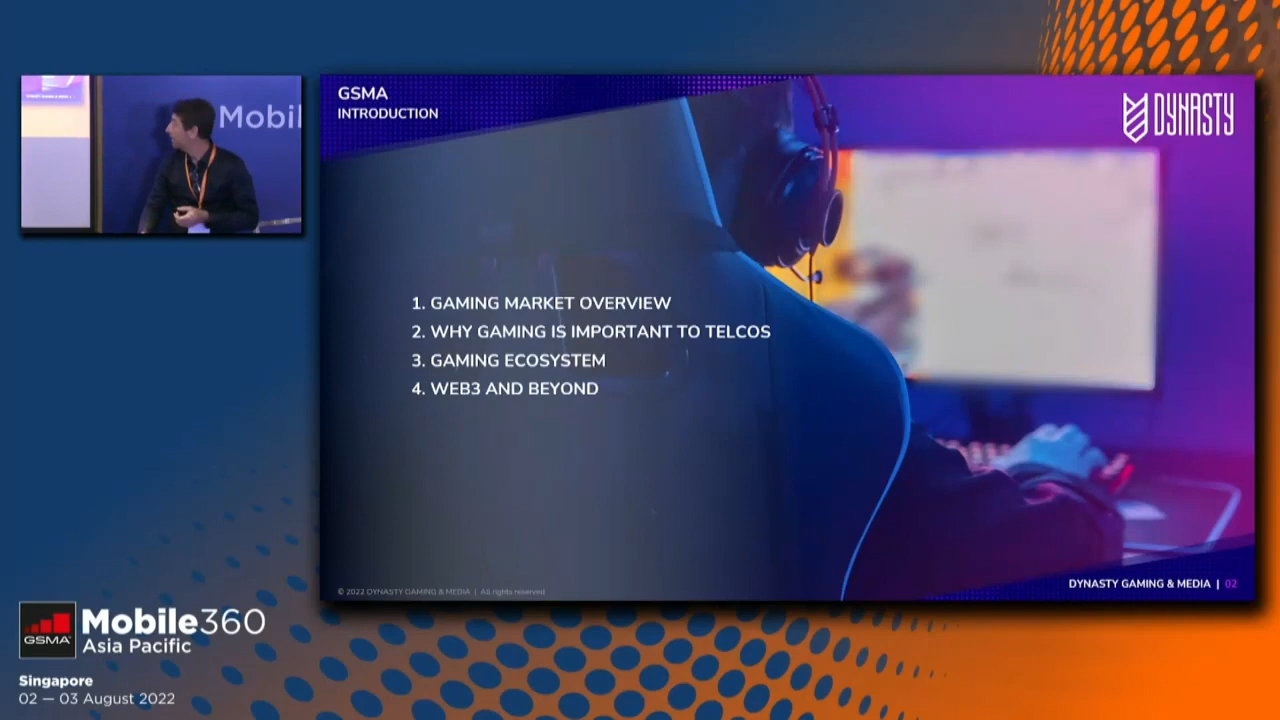 Mobil
GSMA
INTRODUCTION
DYNASTY
1. GAMING MARKET OVERVIEW
2. WHY GAMING IS IMPORTANT TO TELCOS
3. GAMING ECOSYSTEM
4. WEB3 AND BEYOND
© 2022 DYNASTY GAMING & MEDIA | All rights reserved
DYNASTY GAMING & MEDIA | 02
GSMA
Mobile360
Asia Pacific
Singapore
02 — 03 August 2022